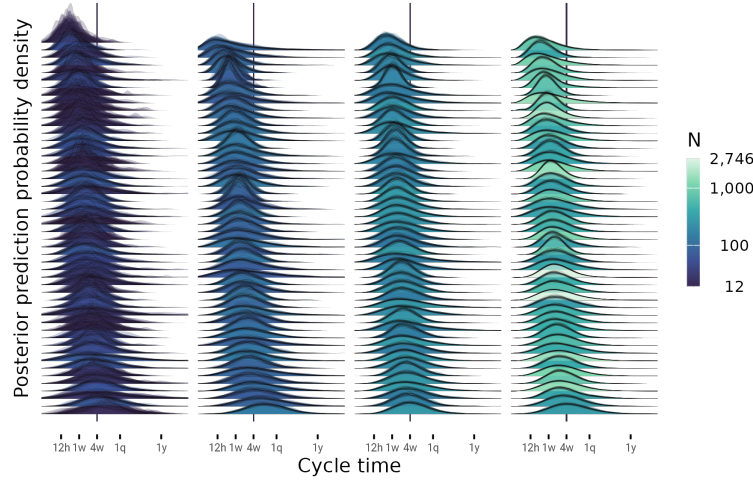 Posterior prediction probability density
N
2,746
1,000
100
12
12h 1w 4w 1q 1y
12h 1w 4w 1q 1y
12h 1w 4w 1q 1y
12h 1w 4w 1q 1y
Cycle time